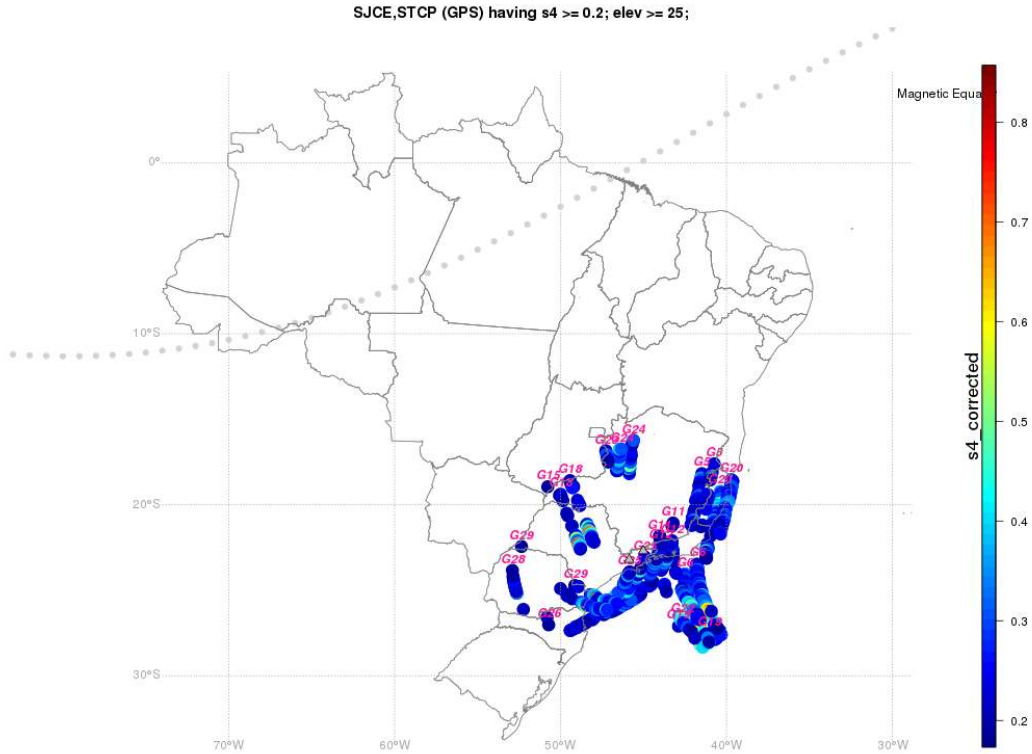 SJCE,STCP (GPS) having s4 >= 0.2; elev >= 25;
Magnetic Equa
0.8
0.7
0.6
0.5
0.4
0.3
0.2
s4_corrected
0°
10°S
20°S
30°S
70°W
60°W
50°W
40°W
30°W
G24
G15
G18
G20
G11
G29
G28
G29
G26